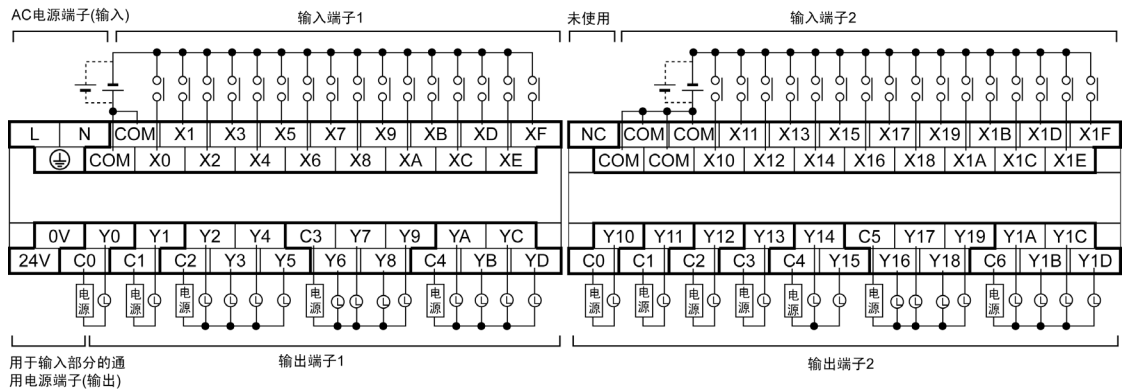 AC电源端子(输入) 输入端子1 未使用 输入端子2
L N COM X1 X3 X5 X7 X9 XB XD XF NC COM COM X11 X13 X15 X17 X19 X1B X1D X1F
COM X0 X2 X4 X6 X8 XA XC XE COM COM X10 X12 X14 X16 X18 X1A X1C X1E
0V Y0 Y1 Y2 Y4 C3 Y7 Y9 YA YC Y10 Y11 Y12 Y13 Y14 C5 Y17 Y19 Y1A Y1C
24V C0 C1 C2 Y3 Y5 Y6 Y8 C4 YB YD C0 C1 C2 C3 C4 Y15 Y16 Y18 C6 Y1B Y1D
电源 L 电源 L 电源 L L L L 电源 L L L L 电源 L L L L 电源 L 电源 L 电源 L 电源 L 电源 L L 电源 L L L L 电源 L L L L
用于输入部分的通 输出端子1 输出端子2
用电源端子(输出)